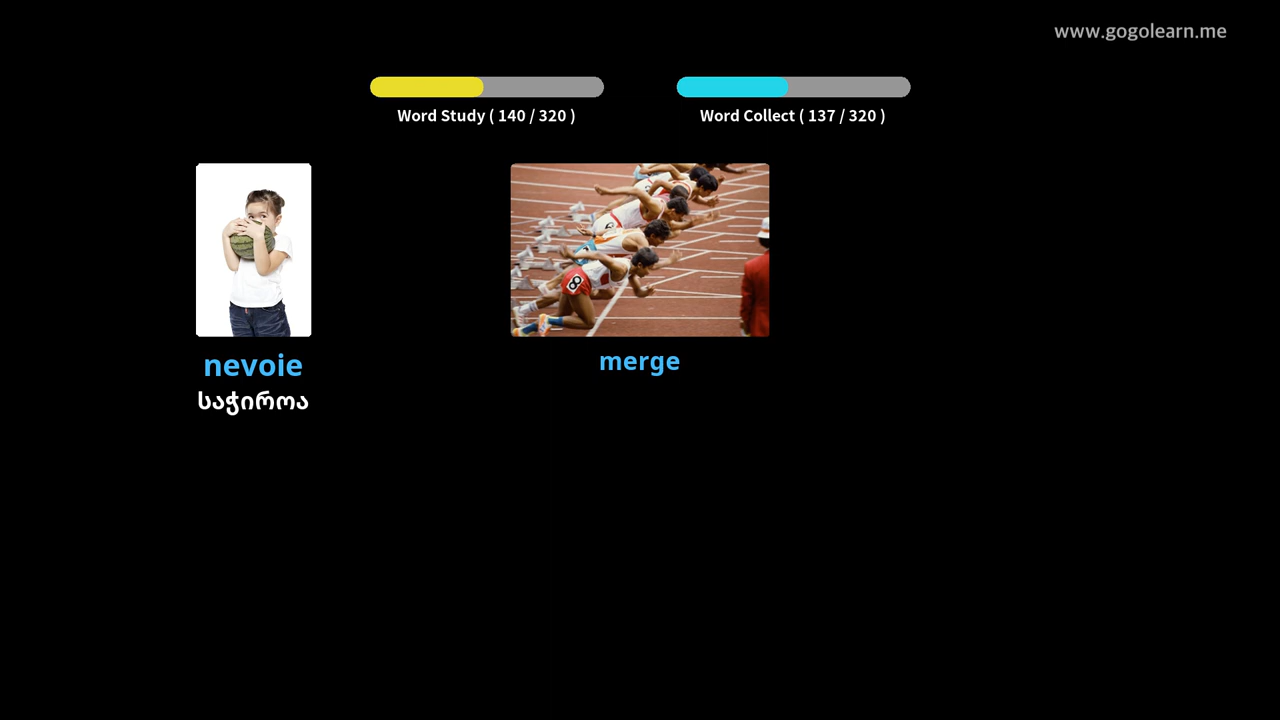 www.gogolearn.me
Word Study ( 140 / 320 )
Word Collect ( 137 / 320 )
nevoie
საჭიროა
merge